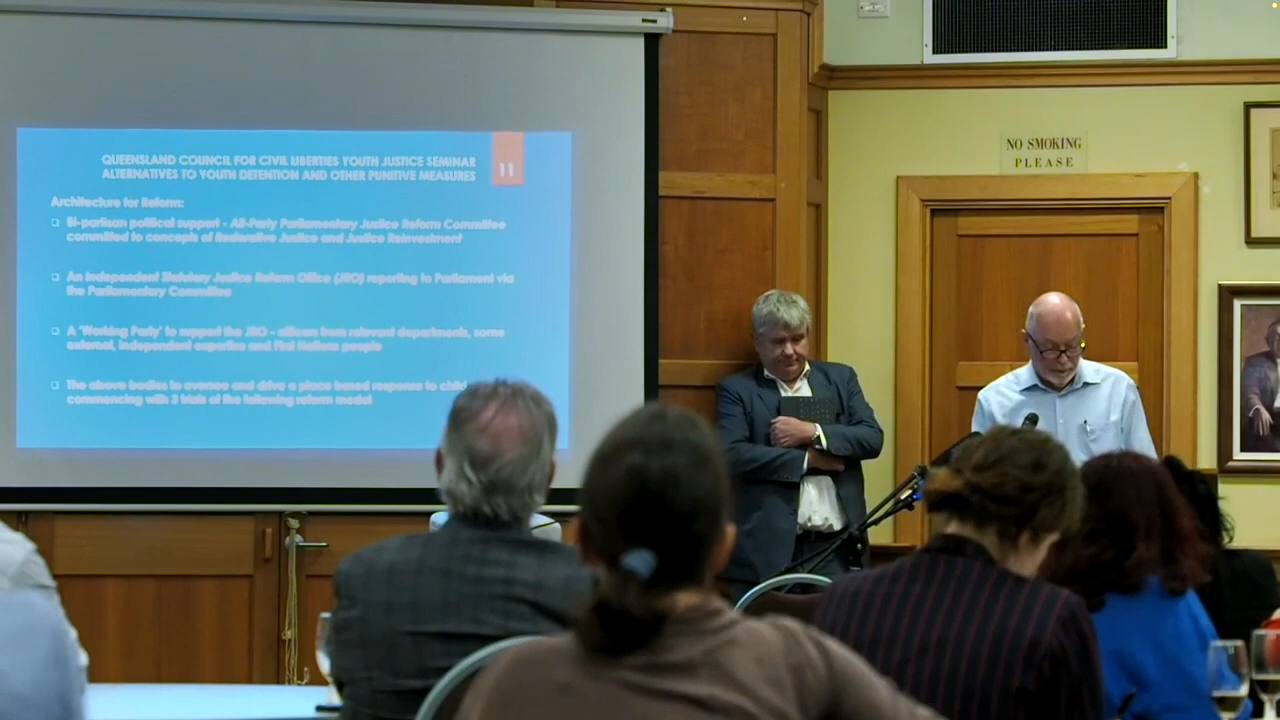 QUEENSLAND COUNCIL FOR CIVIL LIBERTIES YOUTH JUSTICE SEMINAR
ALTERNATIVES TO YOUTH DETENTION AND OTHER PUNITIVE MEASURES
11
Architecture for Reform:
Bi-partisan political support - All-Party Parliamentary Justice Reform Committee
committed to concepts of Restorative Justice and Justice Reinvestment
An Independent Statutory Justice Reform Office (JRO) reporting to Parliament via
the Parliamentary Committee
A 'Working Party' to support the JRO - officers from relevant departments, some
external, independent expertise and First Nations people
The above bodies to oversee and drive a place based response to child
commencing with 3 trials of the following reform model
NO SMOKING
PLEASE